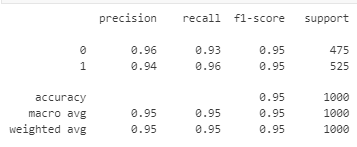 precision recall f1-score support
0 0.96 0.93 0.95 475
1 0.94 0.96 0.95 525
accuracy 0.95 1000
macro avg 0.95 0.95 0.95 1000
weighted avg 0.95 0.95 0.95 1000